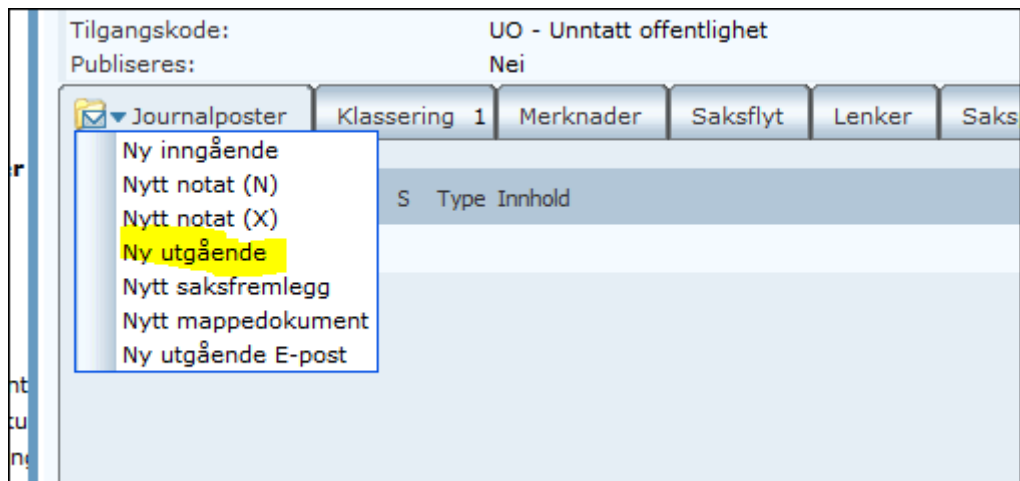 Tilgangskode: UO - Unntatt offentlighet
Publiseres: Nei
Journalposter Klassering 1 Merknader Saksflyt Lenker Saks
Ny inngående
Nytt notat (N)
S Type Innhold
Nytt notat (X)
Ny utgående
Nytt saksfremlegg
Nytt mappedokument
Ny utgående E-post